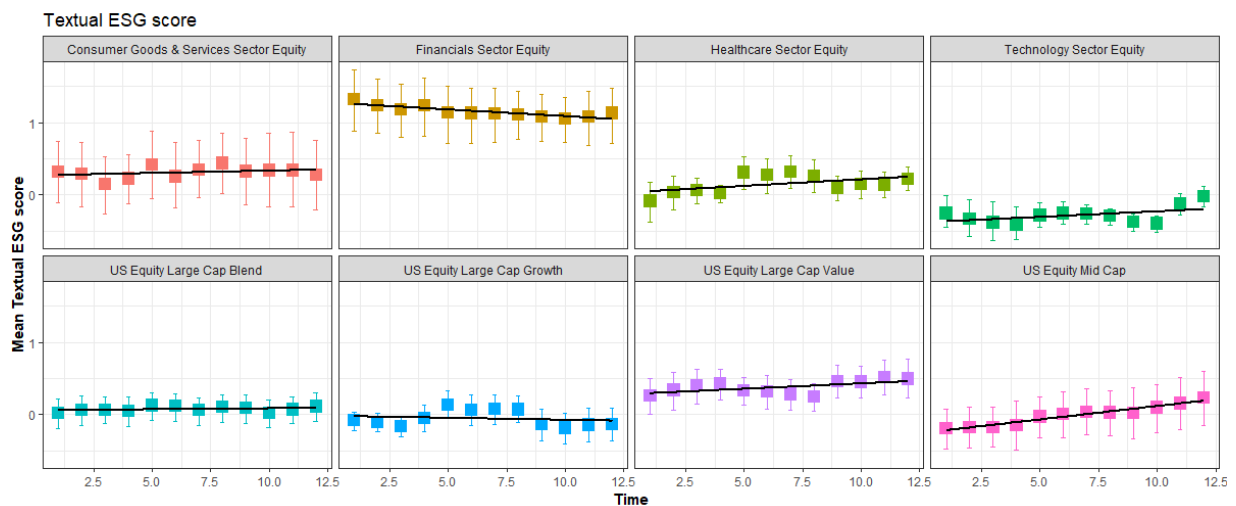 Textual ESG score
Consumer Goods & Services Sector Equity
Financials Sector Equity
Healthcare Sector Equity
Technology Sector Equity
1
0
US Equity Large Cap Blend
US Equity Large Cap Growth
US Equity Large Cap Value
US Equity Mid Cap
1
0
Mean Textual ESG score
2.5 5.0 7.5 10.0 12.5 2.5 5.0 7.5 10.0 12.5 2.5 5.0 7.5 10.0 12.5 2.5 5.0 7.5 10.0 12.5
Time